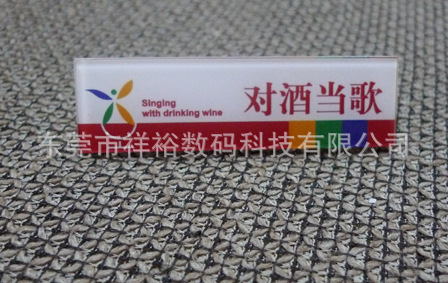 Singing
with drinking wine
对酒当歌
东莞市祥裕数码科技有限公司